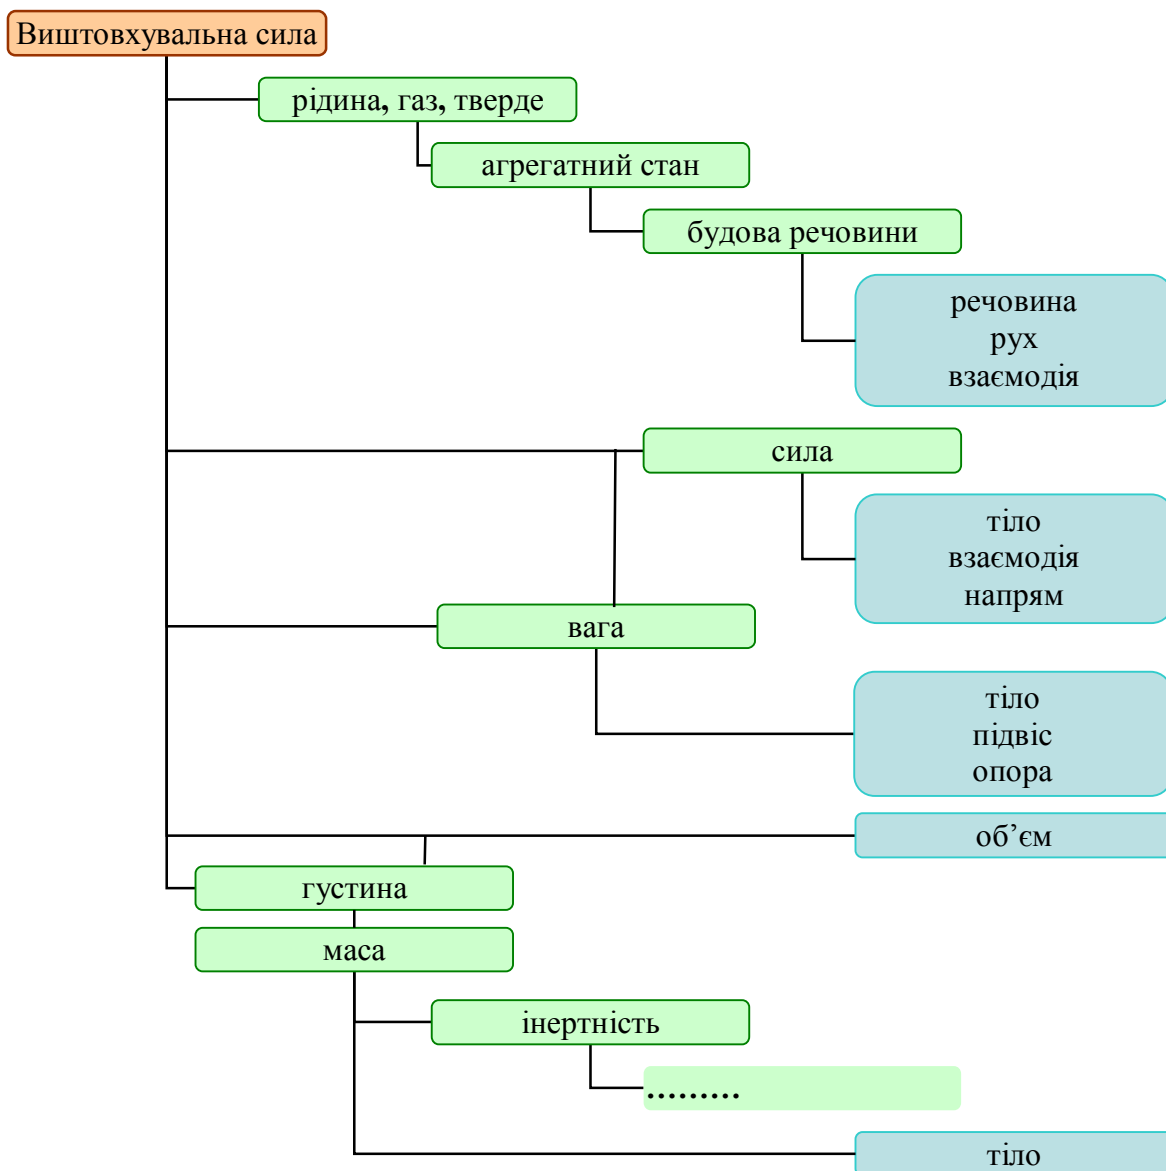 Виштовхувальна сила
рідина, газ, тверде
агрегатний стан
будова речовини
речовина
рух
взаємодія
сила
тіло
взаємодія
напрям
вага
тіло
підвіс
опора
об’єм
густина
маса
інертність
.........
тіло